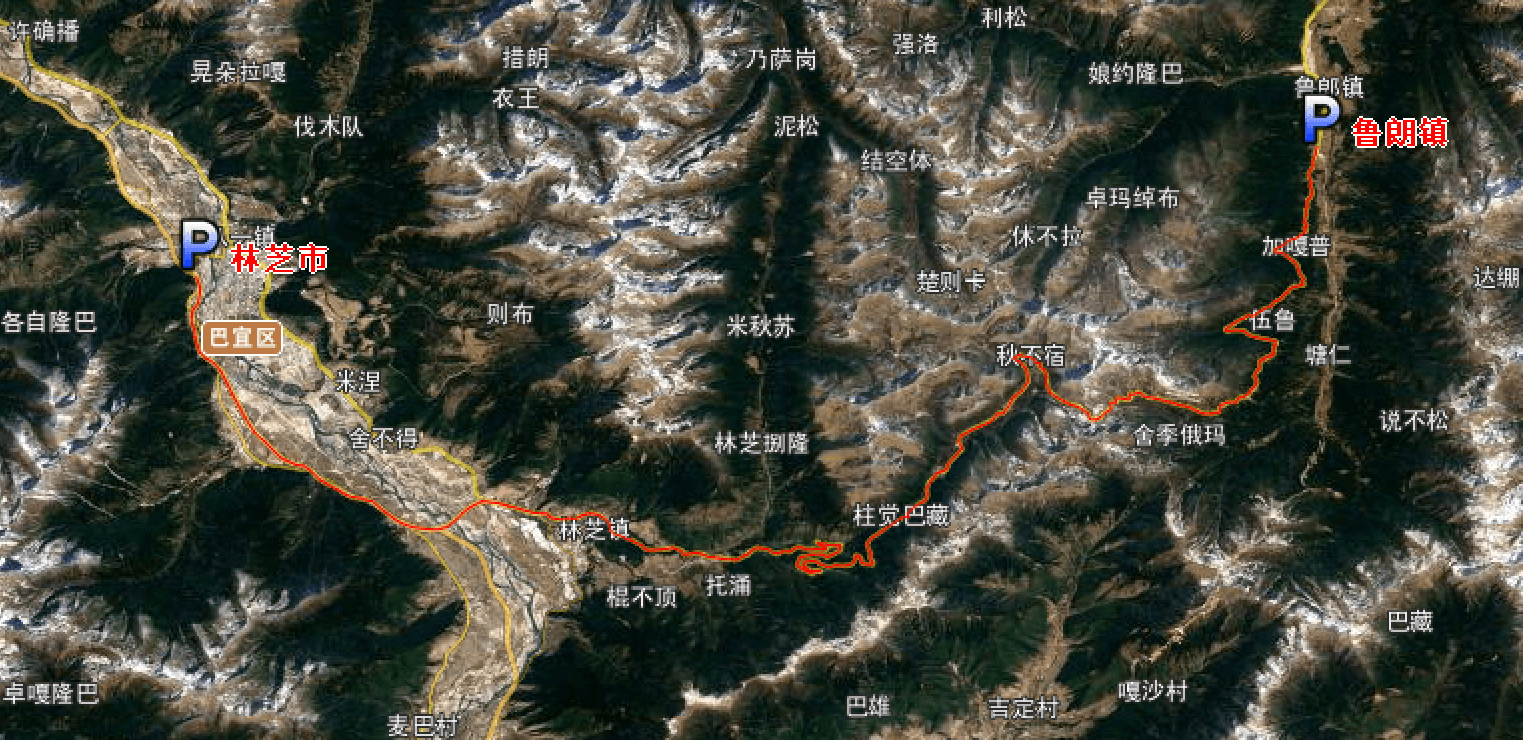 利松
许确播
强洛
措朗
乃萨岗
晃朵拉嘎
娘约隆巴
鲁郎镇
衣王
P
伐木队
泥松
鲁朗镇
结空体
卓玛绰布
P
一镇
林芝市
休不拉
加嘎普
楚则卡
达绷
则布
各自隆巴
米秋苏
伍鲁
巴宜区
秋不宿
塘仁
米涅
说不松
舍不得
林芝捌隆
舍季俄玛
柱觉巴藏
林芝镇
托涌
棍不顶
巴藏
卓嘎隆巴
嘎沙村
巴雄
吉定村
麦巴村